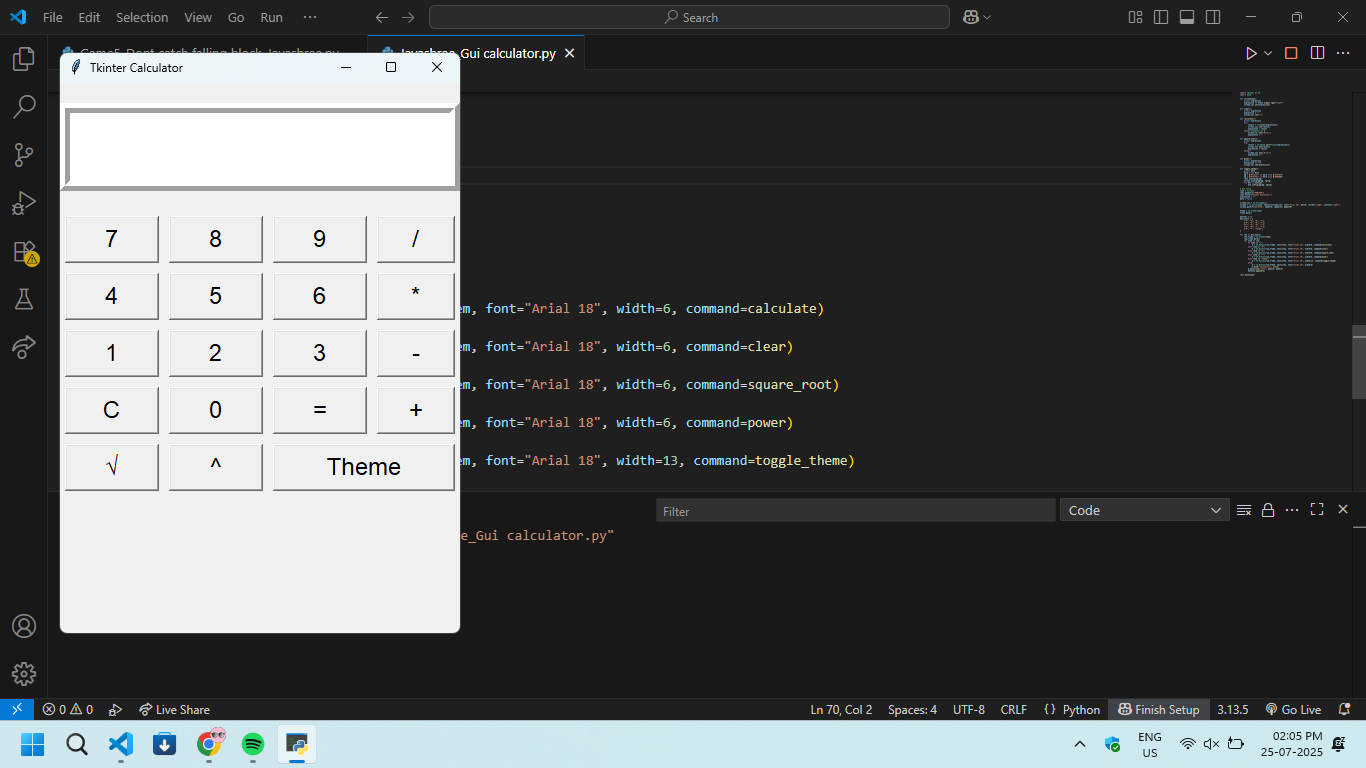 File Edit Selection View Go Run ···
Search
Game5_Dont catch falling block_Jayashree.py
Jayashree_Gui calculator.py
Tkinter Calculator
7 8 9 /
4 5 6 *
1 2 3 -
C 0 = +
√ ^ Theme
em, font="Arial 18", width=6, command=calculate)
em, font="Arial 18", width=6, command=clear)
em, font="Arial 18", width=6, command=square_root)
em, font="Arial 18", width=6, command=power)
em, font="Arial 18", width=13, command=toggle_theme)
Filter
Code
e_Gui calculator.py"
0 0
Live Share
Ln 70, Col 2
Spaces: 4
UTF-8
CRLF
{} Python
Finish Setup
3.13.5
Go Live
ENG
US
02:05 PM
25-07-2025